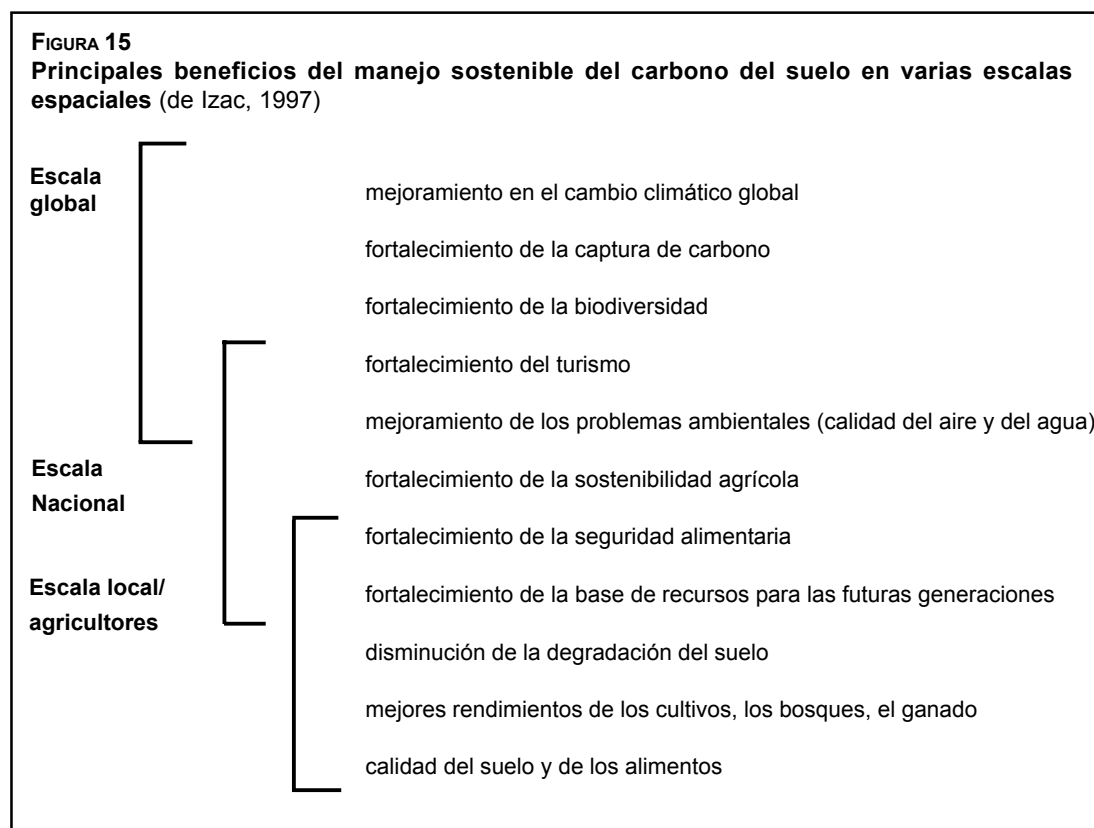 FIGURA 15
Principales beneficios del manejo sostenible del carbono del suelo en varias escalas
espaciales (de Izac, 1997)
Escala
global
mejoramiento en el cambio climático global
fortalecimiento de la captura de carbono
fortalecimiento de la biodiversidad
fortalecimiento del turismo
mejoramiento de los problemas ambientales (calidad del aire y del agua)
Escala
Nacional
fortalecimiento de la sostenibilidad agrícola
fortalecimiento de la seguridad alimentaria
Escala local/
agricultores
fortalecimiento de la base de recursos para las futuras generaciones
disminución de la degradación del suelo
mejores rendimientos de los cultivos, los bosques, el ganado
calidad del suelo y de los alimentos